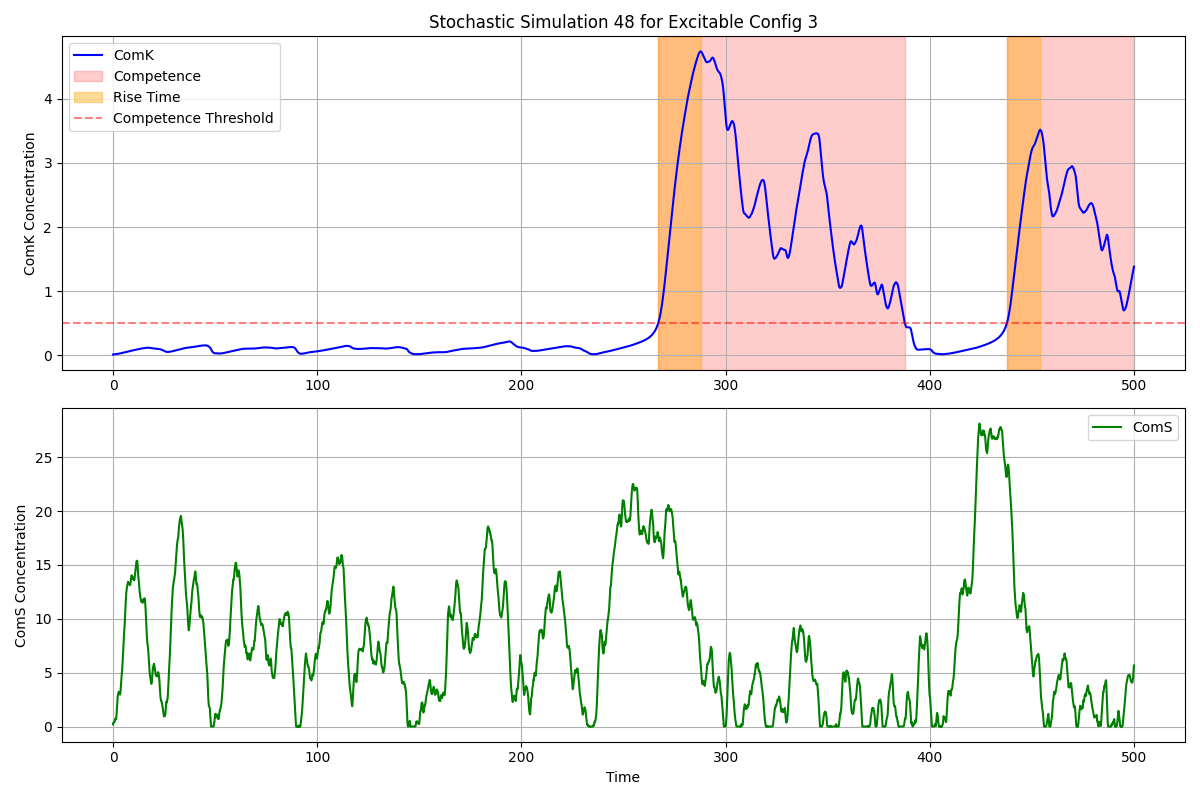 Stochastic Simulation 48 for Excitable Config 3
ComK
Competence
Rise Time
Competence Threshold
ComK Concentration
4
3
2
1
0
0 100 200 300 400 500
ComS
ComS Concentration
25
20
15
10
5
0
0 100 200 300 400 500
Time